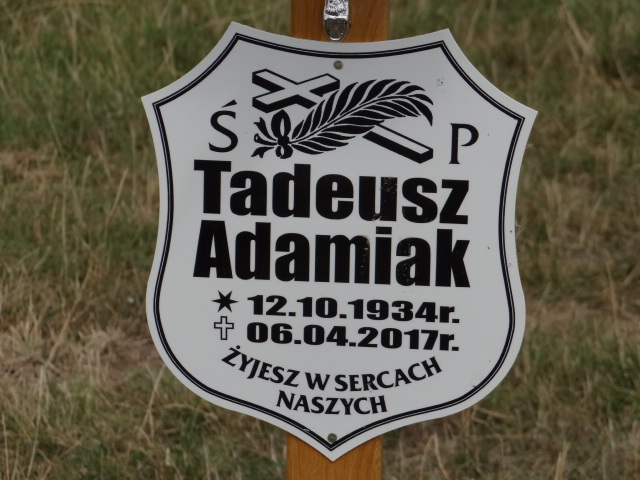 Ś P
Tadeusz
Adamiak
12.10.1934r.
06.04.2017r.
ŻYJESZ W SERCACH
NASZYCH